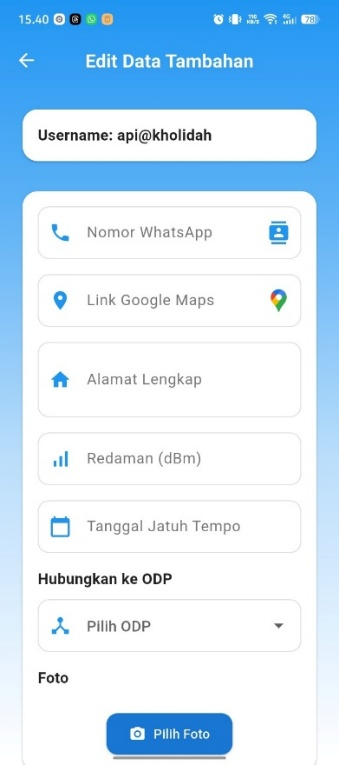 15.40
78
Edit Data Tambahan
Username: api@kholidah
Nomor WhatsApp
Link Google Maps
Alamat Lengkap
Redaman (dBm)
Tanggal Jatuh Tempo
Hubungkan ke ODP
Pilih ODP
Foto
Pilih Foto